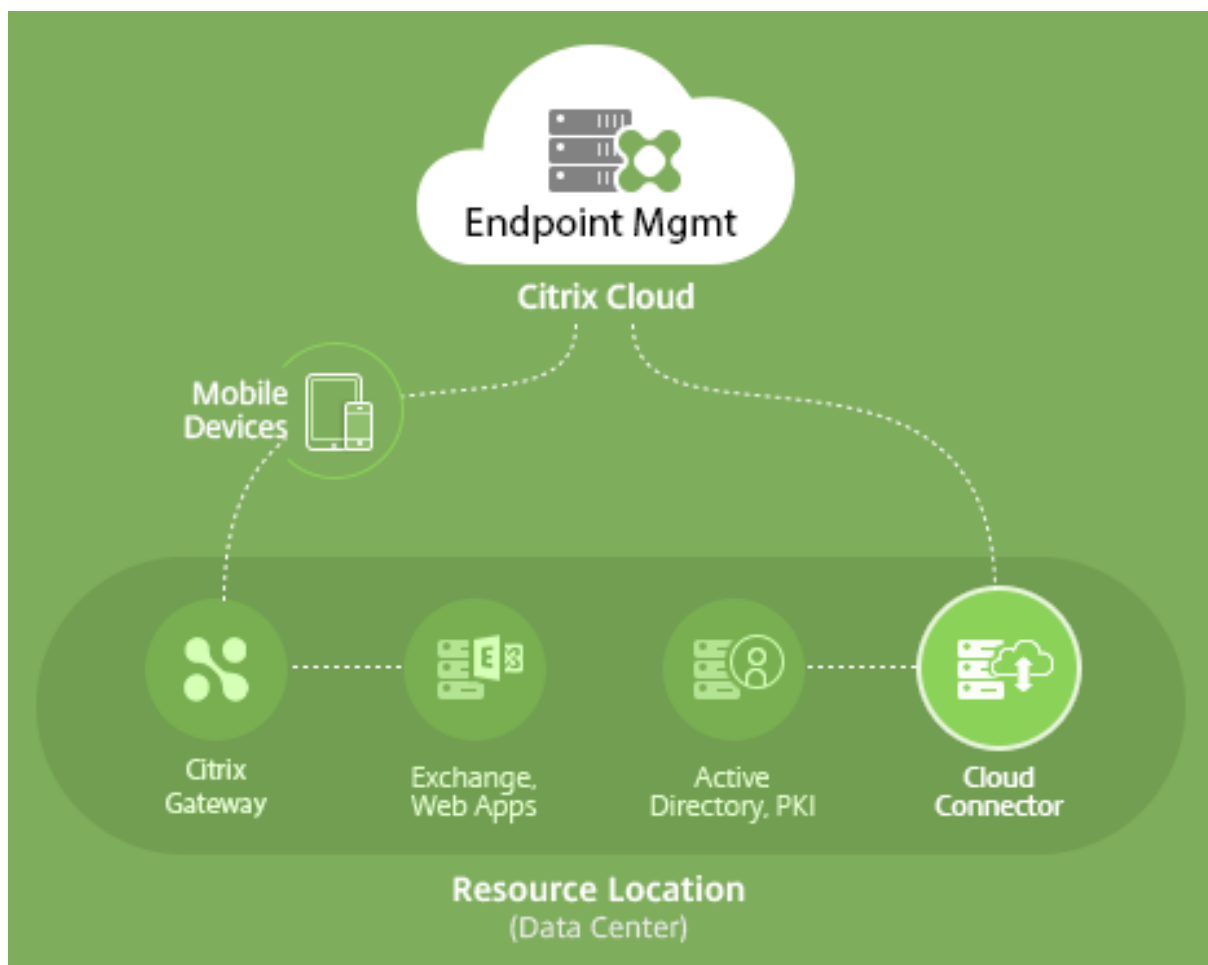 Endpoint Mgmt
Citrix Cloud
Mobile
Devices
E
Citrix
Gateway
Exchange,
Web Apps
Active
Directory, PKI
Cloud
Connector
Resource Location
(Data Center)